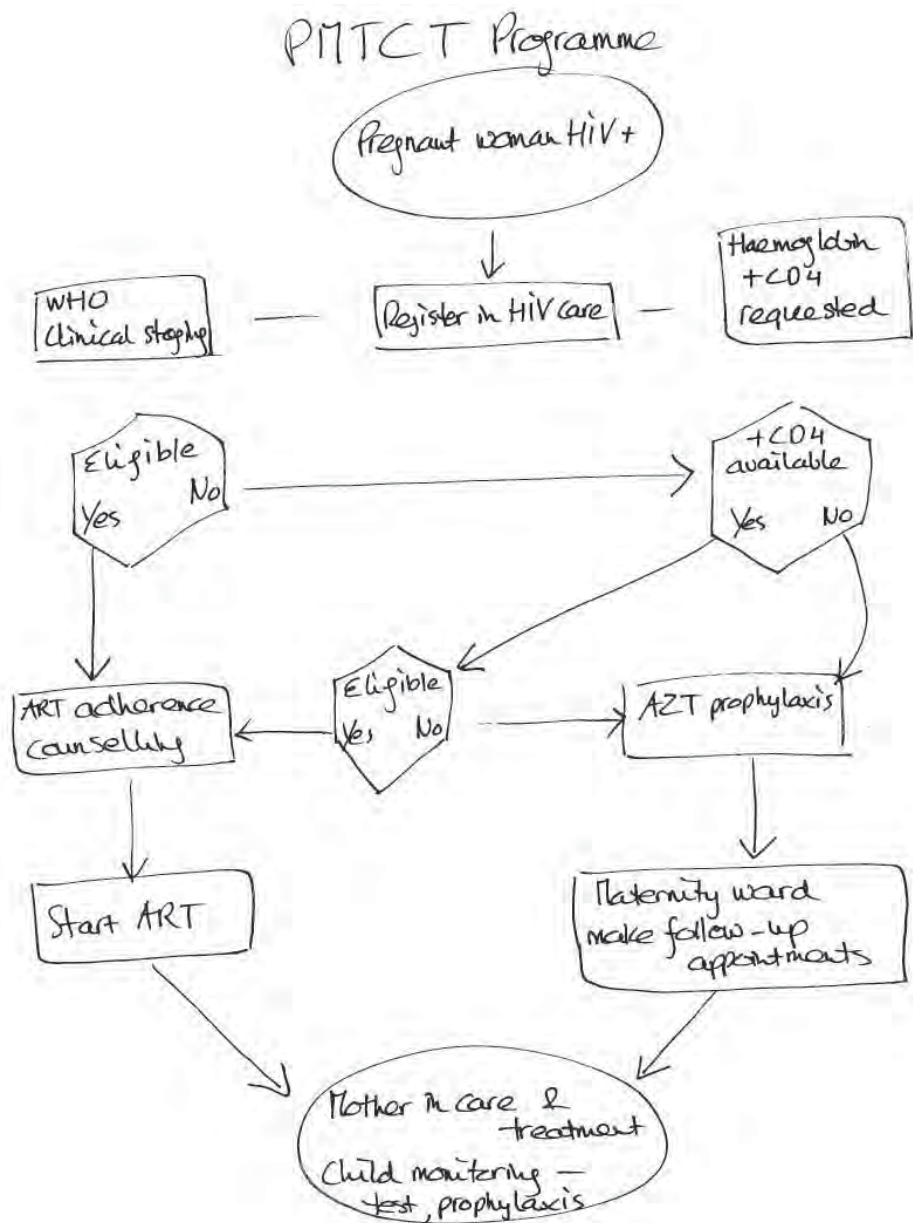 PMTCT Programme
Pregnant woman HiV+
WHO
Clinical staging
Register in HIV care
Haemoglobin
+CD4
requested
Eligible
Yes No
+CD4
available
Yes No
ART adherence
counselling
Eligible
Yes No
AZT prophylaxis
Start ART
Maternity ward
make follow-up
appointments
Mother in care &
treatment
Child monitoring —
test, prophylaxis